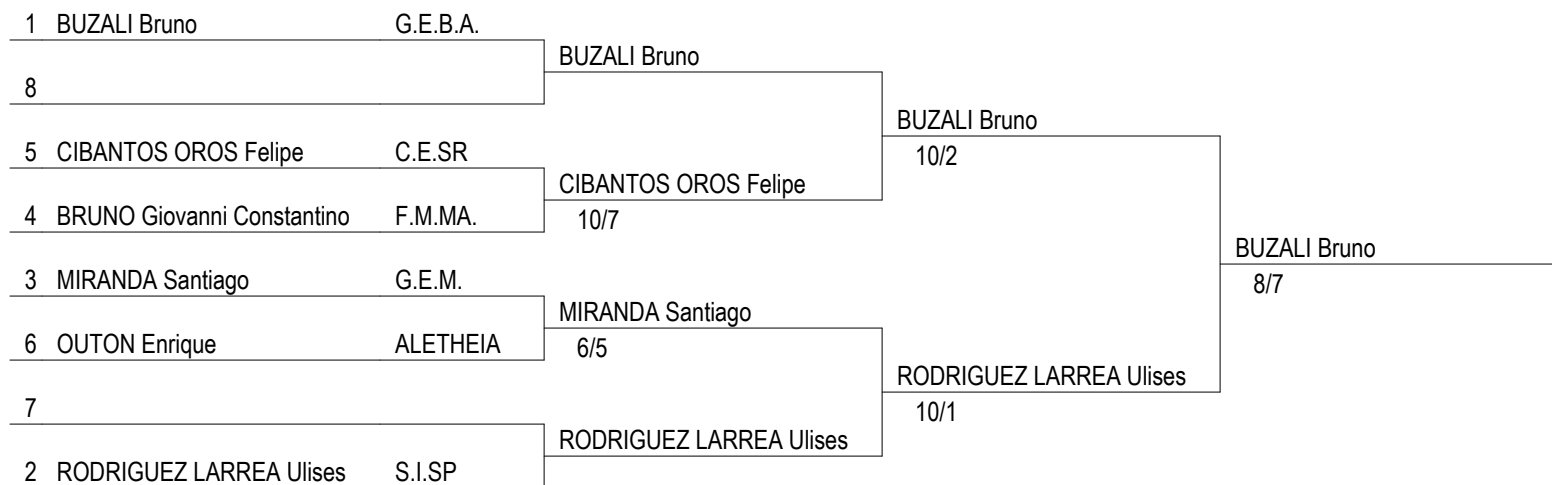 1 BUZALI Bruno G.E.B.A.
BUZALI Bruno
8
BUZALI Bruno
5 CIBANTOS OROS Felipe C.E.SR
10/2
CIBANTOS OROS Felipe
4 BRUNO Giovanni Constantino F.M.MA.
10/7
BUZALI Bruno
3 MIRANDA Santiago G.E.M.
8/7
MIRANDA Santiago
6 OUTON Enrique ALETHEIA
6/5
RODRIGUEZ LARREA Ulises
7
10/1
RODRIGUEZ LARREA Ulises
2 RODRIGUEZ LARREA Ulises S.I.SP